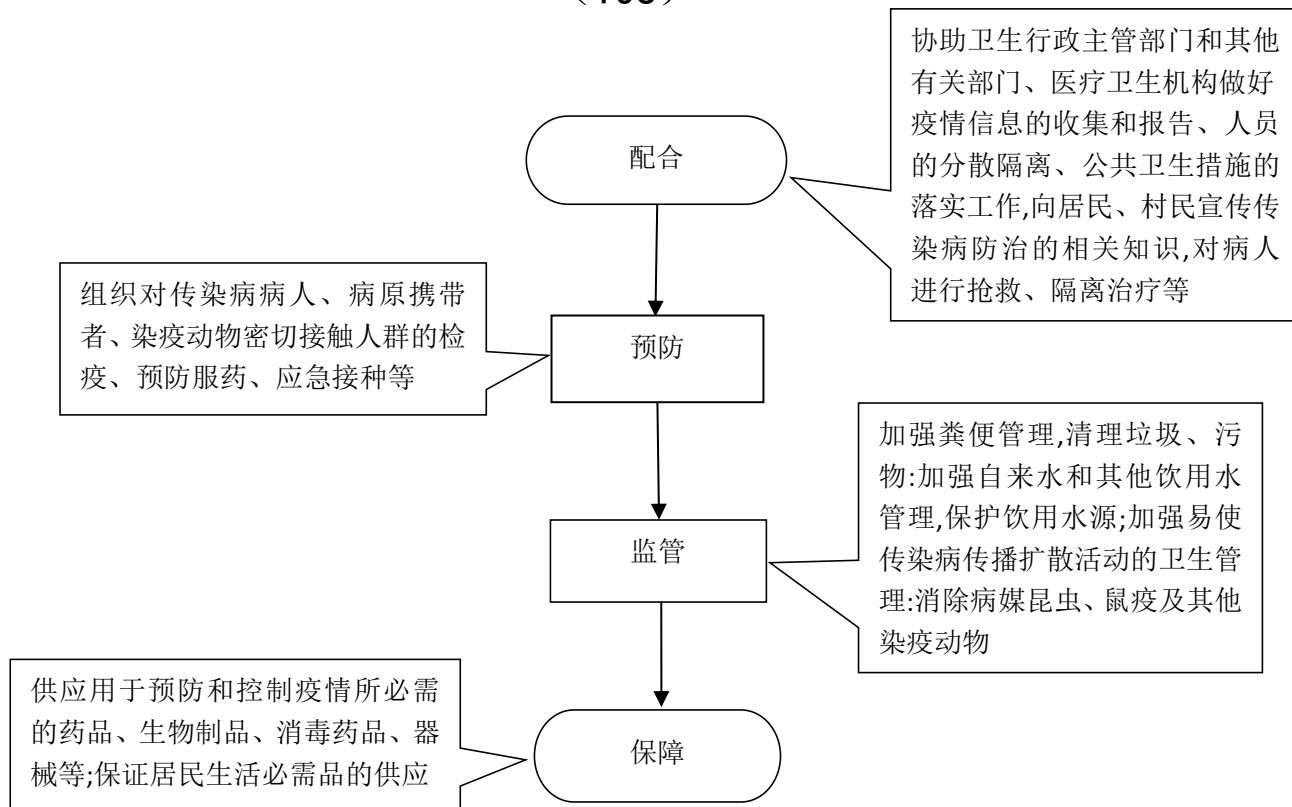 协助卫生行政主管部门和其他
有关部门、医疗卫生机构做好
疫情信息的收集和报告、人员
的分散隔离、公共卫生措施的
落实工作,向居民、村民宣传传
染病防治的相关知识,对病人
进行抢救、隔离治疗等
配合
组织对传染病病人、病原携带
者、染疫动物密切接触人群的检
疫、预防服药、应急接种等
预防
加强粪便管理,清理垃圾、污
物:加强自来水和其他饮用水
管理,保护饮用水源;加强易使
传染病传播扩散活动的卫生管
理:消除病媒昆虫、鼠疫及其他
染疫动物
监管
供应用于预防和控制疫情所必需
的药品、生物制品、消毒药品、器
械等;保证居民生活必需品的供应
保障